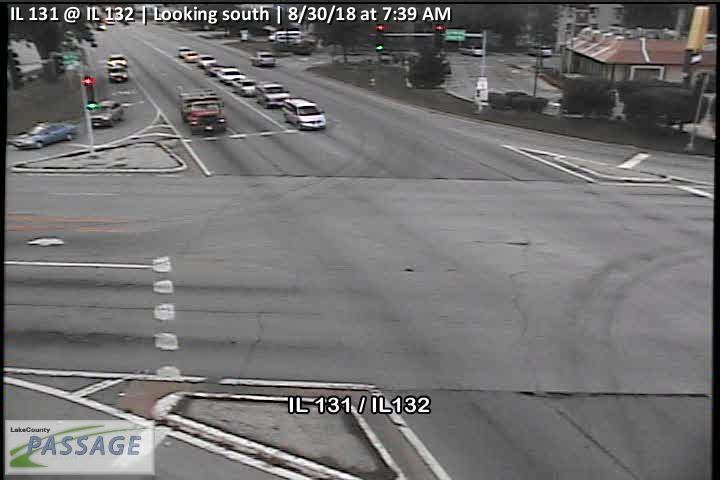 IL 131 @ IL 132 | Looking south | 8/30/18 at 7:39 AM
IL 131 / IL132
LakeCounty
PASSAGE